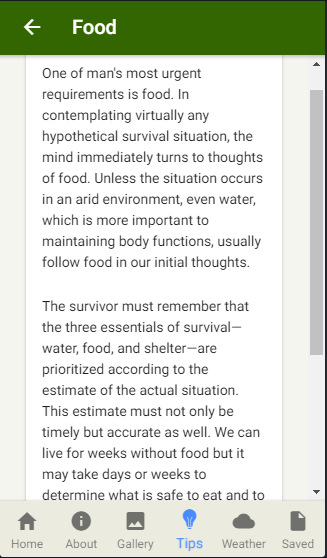 Food
One of man's most urgent
requirements is food. In
contemplating virtually any
hypothetical survival situation, the
mind immediately turns to thoughts
of food. Unless the situation occurs
in an arid environment, even water,
which is more important to
maintaining body functions, usually
follow food in our initial thoughts.
The survivor must remember that
the three essentials of survival—
water, food, and shelter—are
prioritized according to the
estimate of the actual situation.
This estimate must not only be
timely but accurate as well. We can
live for weeks without food but it
may take days or weeks to
determine what is safe to eat and to
Home About Gallery Tips Weather Saved